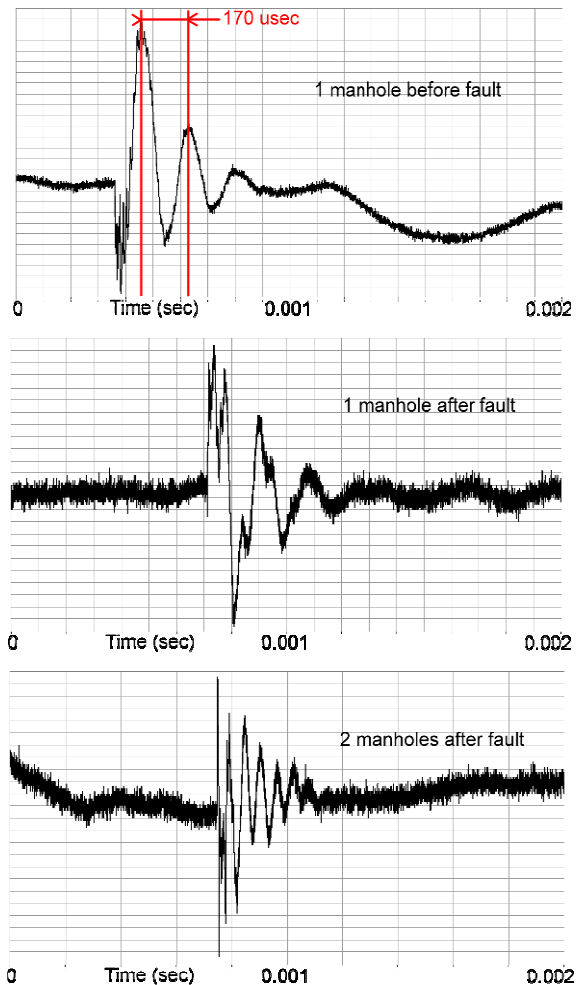 170 usec
1 manhole before fault
0 Time (sec) 0.001 0.002
1 manhole after fault
0 Time (sec) 0.001 0.002
2 manholes after fault
0 Time (sec) 0.001 0.002